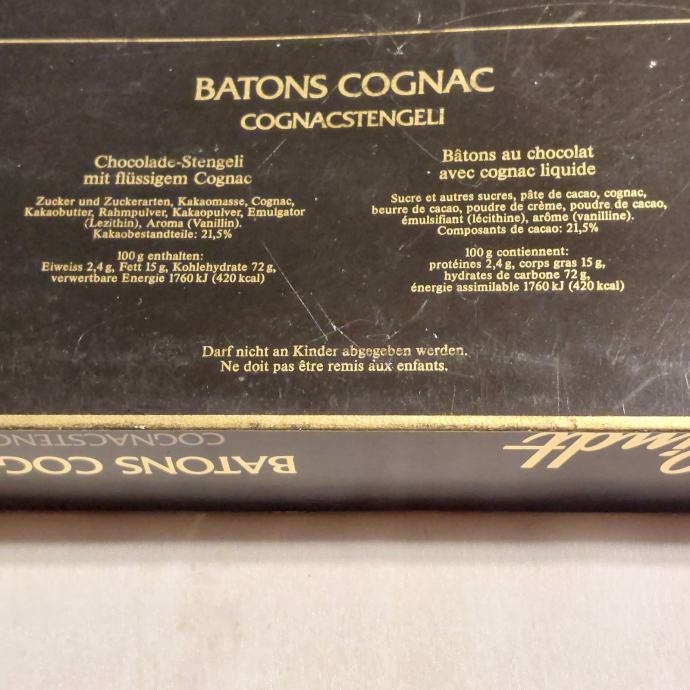 BATONS COGNAC
COGNACSTENGELI
Chocolade-Stengeli
mit flüssigem Cognac
Zucker und Zuckerarten, Kakaomasse, Cognac,
Kakaobutter, Rahmpulver, Kakaopulver, Emulgator
(Lezithin), Aroma (Vanillin).
Kakaobestandteile: 21,5%
100 g enthalten:
Eiweiss 2,4 g, Fett 15 g, Kohlehydrate 72 g,
verwertbare Energie 1760 kJ (420 kcal)
Bâtons au chocolat
avec cognac liquide
Sucre et autres sucres, pâte de cacao, cognac,
beurre de cacao, poudre de crème, poudre de cacao,
émulsifiant (lécithine), arôme (vanilline).
Composants de cacao: 21,5%
100 g contiennent:
protéines 2,4 g, corps gras 15 g,
hydrates de carbone 72 g,
énergie assimilable 1760 kJ (420 kcal)
Darf nicht an Kinder abgegeben werden.
Ne doit pas être remis aux enfants.
BATONS COG
COGNACSTENG
indt